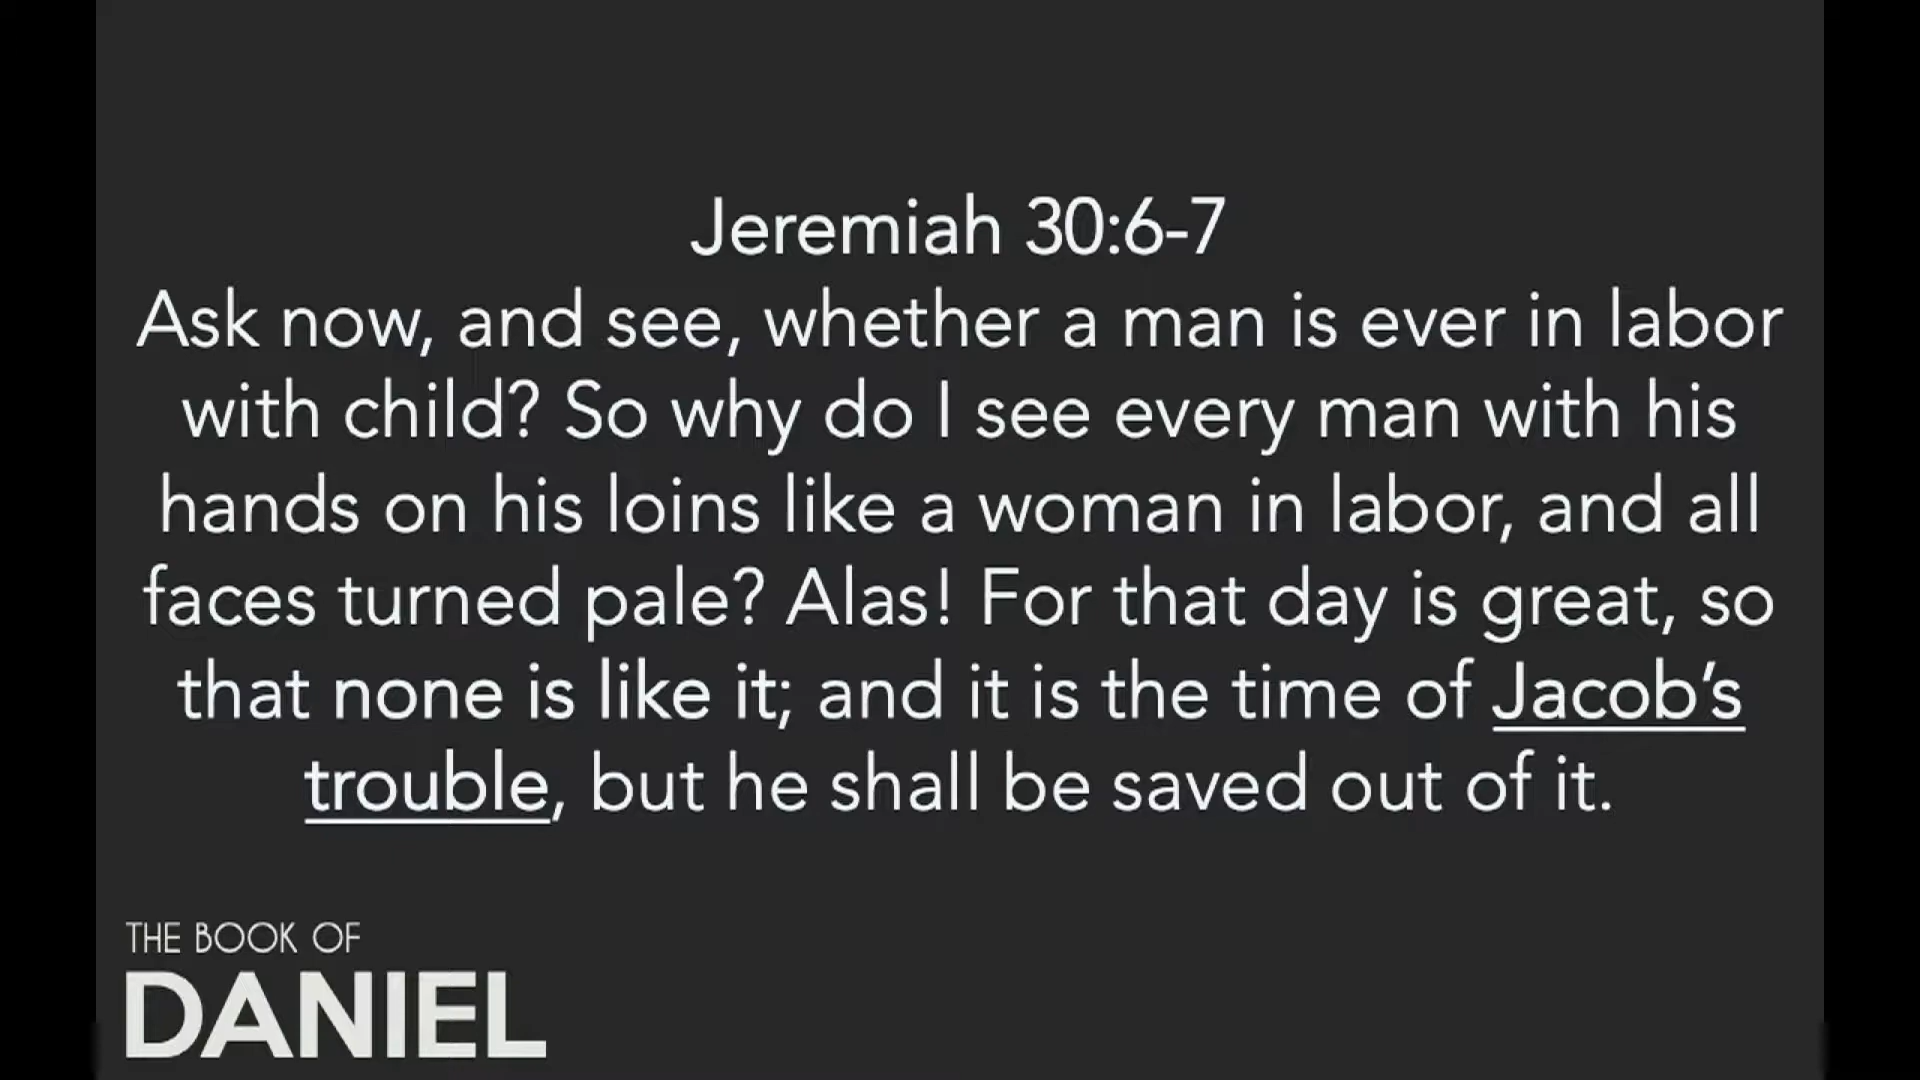 Jeremiah 30:6-7
Ask now, and see, whether a man is ever in labor
with child? So why do I see every man with his
hands on his loins like a woman in labor, and all
faces turned pale? Alas! For that day is great, so
that none is like it; and it is the time of Jacob’s
trouble, but he shall be saved out of it.
THE BOOK OF
DANIEL